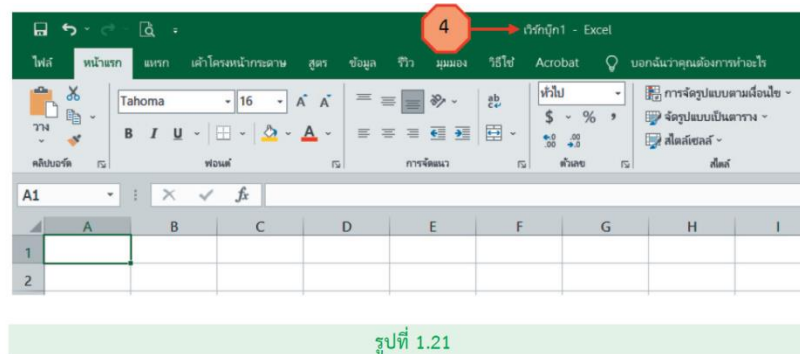 4
เวิร์กบุ๊ก1 - Excel
ไฟล์ หน้าแรก แทรก เค้าโครงหน้ากระดาษ สูตร ข้อมูล รีวิว มุมมอง วิธีใช้ Acrobat บอกฉันว่าคุณต้องการทำอะไร
วาง Tahoma 16 A A ab ทั่วไป การจัดรูปแบบตามเงื่อนไข
B I U A $ % , จัดรูปแบบเป็นตาราง
.00 .00 .0 สไตล์เซลล์
คลิปบอร์ด ฟอนต์ การจัดแนว ตัวเลข สไตล์
A1 fx
A B C D E F G H I
1
2
รูปที่ 1.21